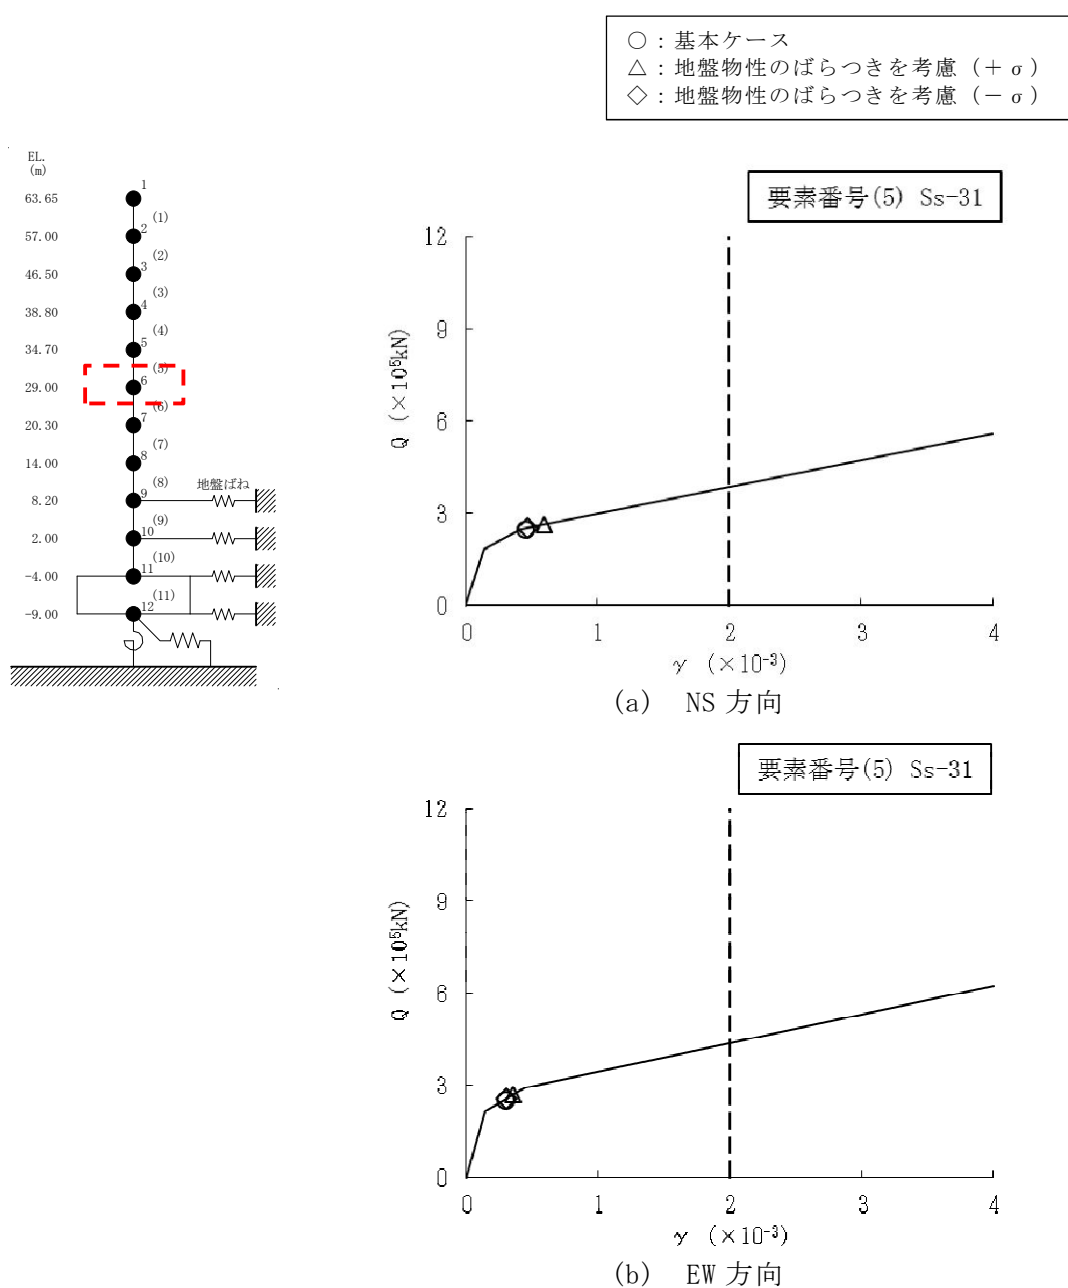 ○：基本ケース
△：地盤物性のばらつきを考慮（＋σ）
◇：地盤物性のばらつきを考慮（－σ）
EL.
(m)
63.65
57.00
46.50
38.80
34.70
29.00
20.30
14.00
8.20
2.00
-4.00
-9.00
1
(1)
2
(2)
3
(3)
4
(4)
5
(5)
6
(6)
7
(7)
8
(8)
9
(9)
10
(10)
11
(11)
12
地盤ばね
要素番号(5) Ss-31
12
9
6
3
0
Q (×10⁵kN)
0 1 2 3 4
γ (×10⁻³)
(a) NS 方向
要素番号(5) Ss-31
12
9
6
3
0
Q (×10⁵kN)
0 1 2 3 4
γ (×10⁻³)
(b) EW 方向